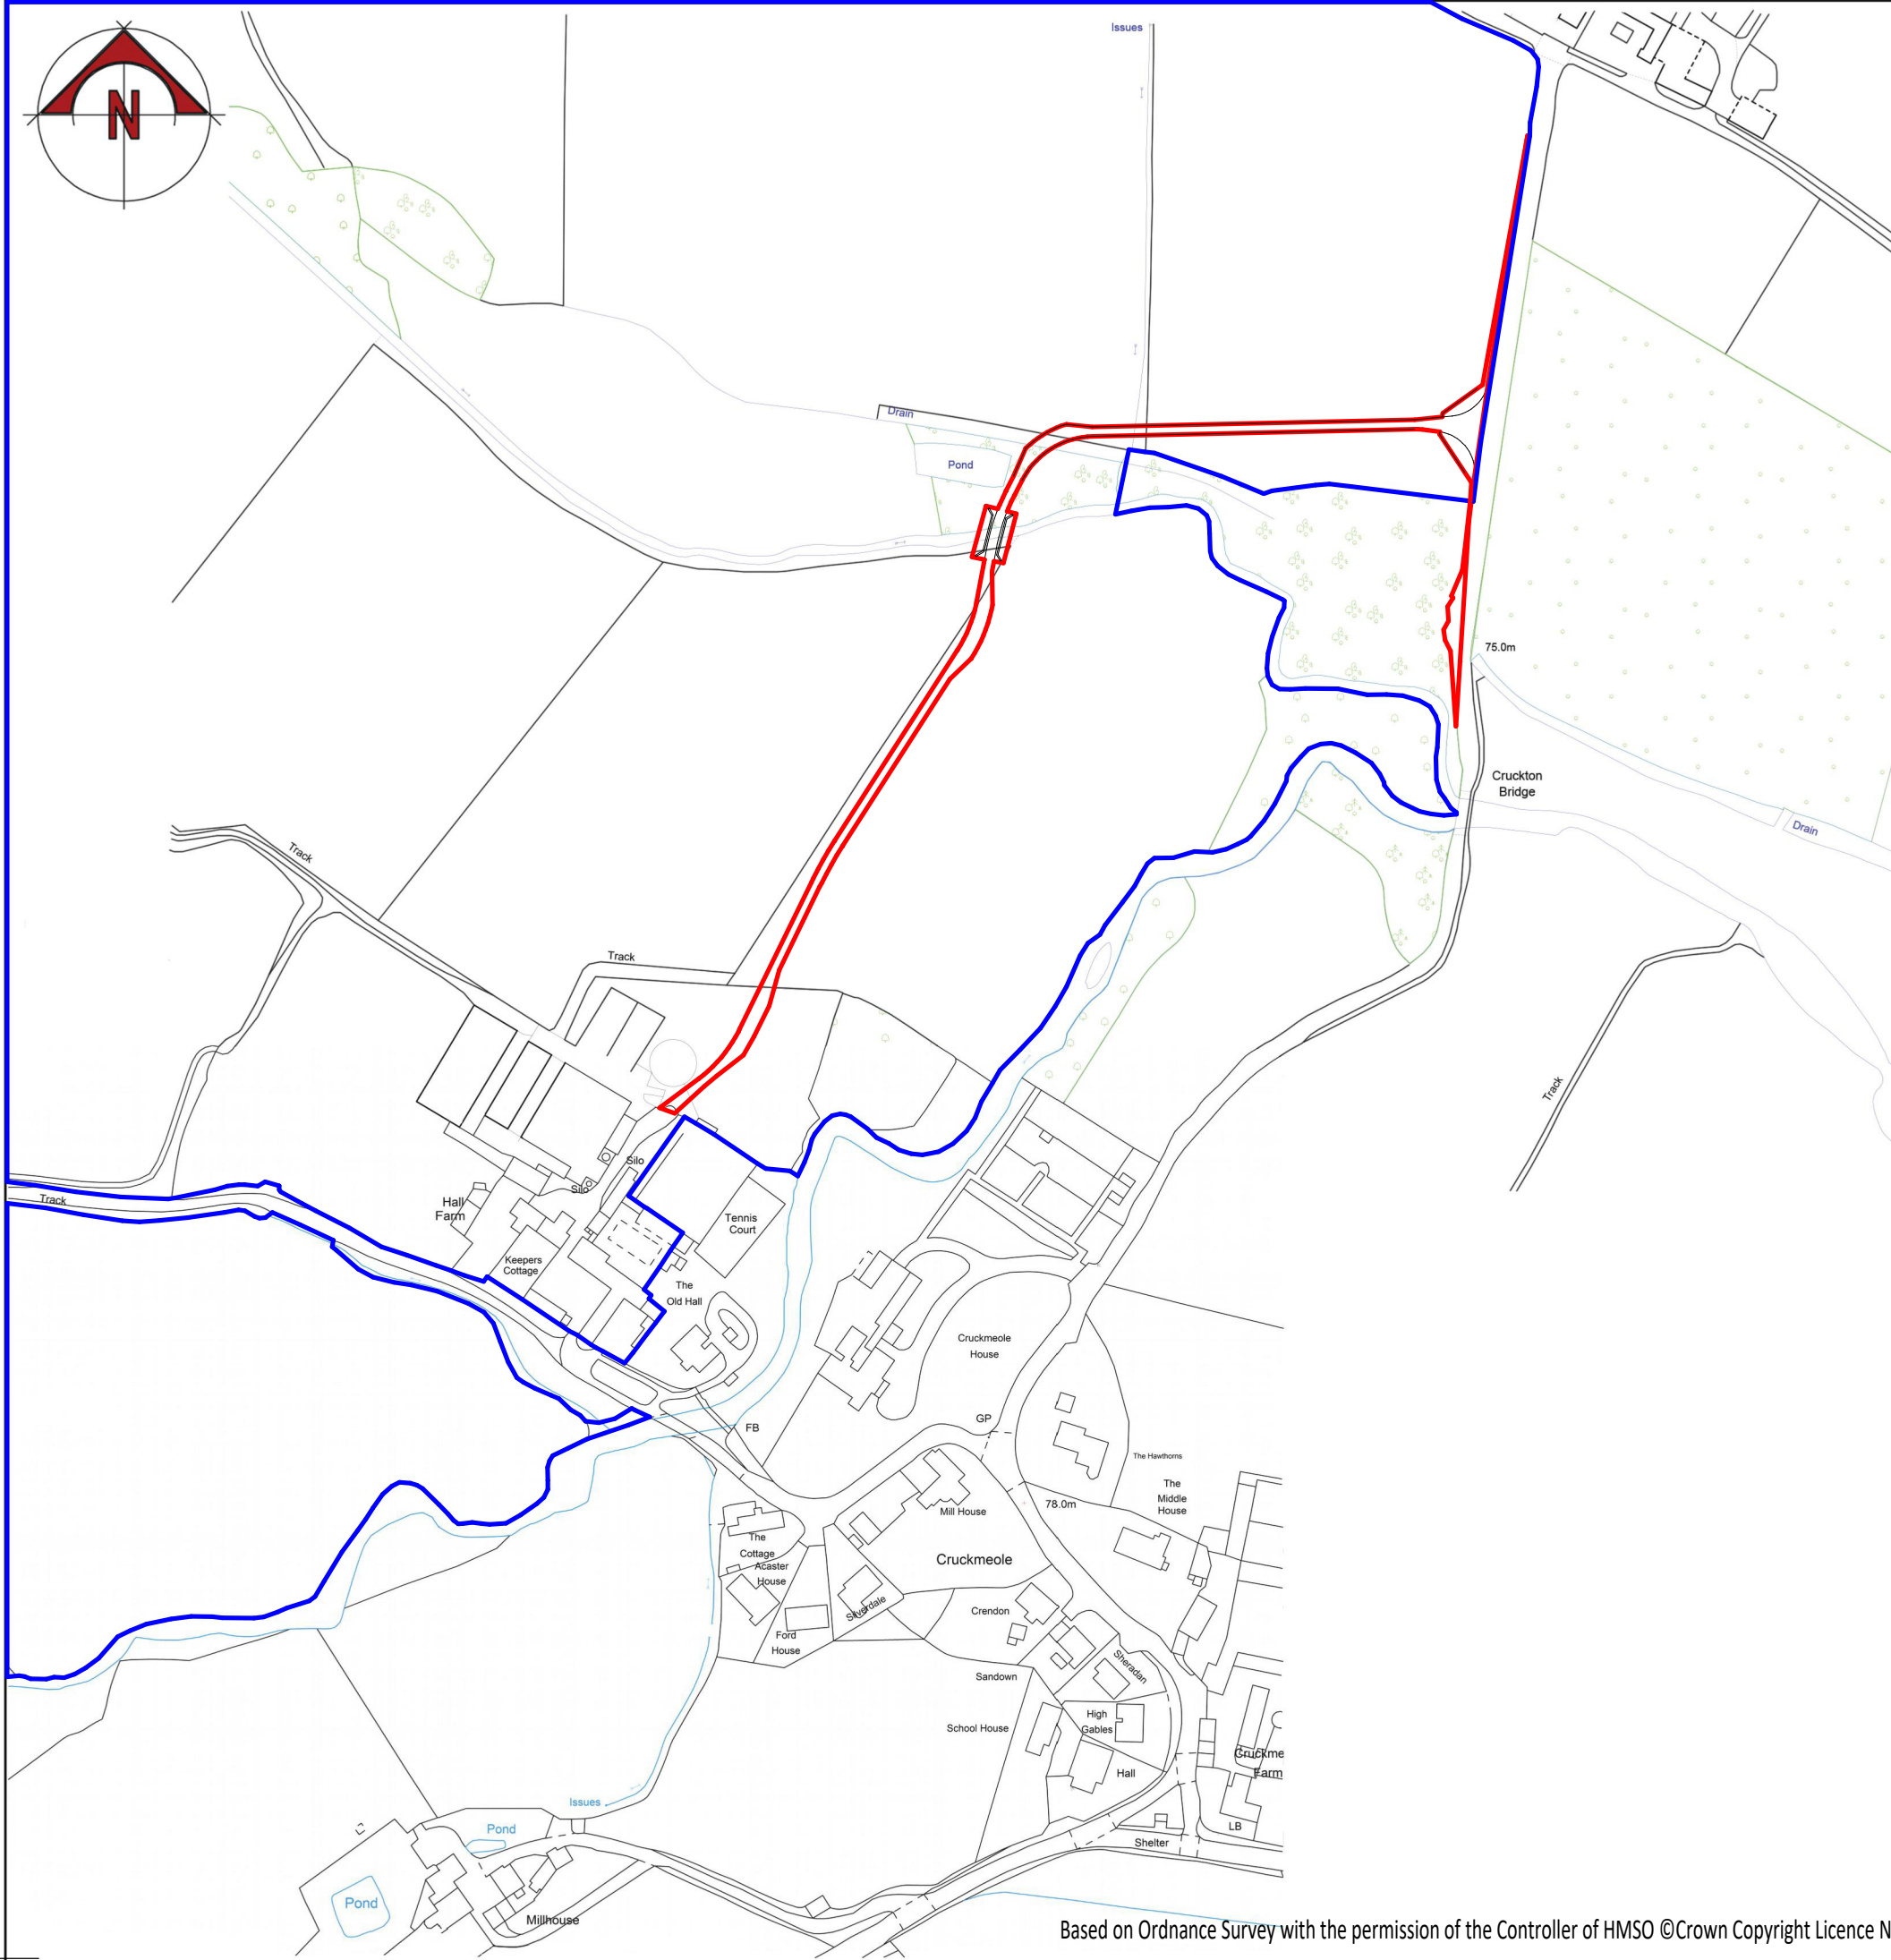 Issues
N
Drain
Pond
75.0m
Cruckton
Bridge
Drain
Track
Track
Track
Track
Silo
Silo
Hall
Farm
Tennis
Court
Keepers
Cottage
The
Old Hall
Cruckmeole
House
GP
FB
The Hawthorns
The
Middle
House
78.0m
Mill House
The
Cottage
Acaster
House
Cruckmeole
Silverdale
Crendon
Ford
House
Sheradan
Sandown
High
Gables
School House
Cruckme
Farm
Hall
Issues
Pond
LB
Shelter
Pond
Millhouse
Based on Ordnance Survey with the permission of the Controller of HMSO ©Crown Copyright Licence N